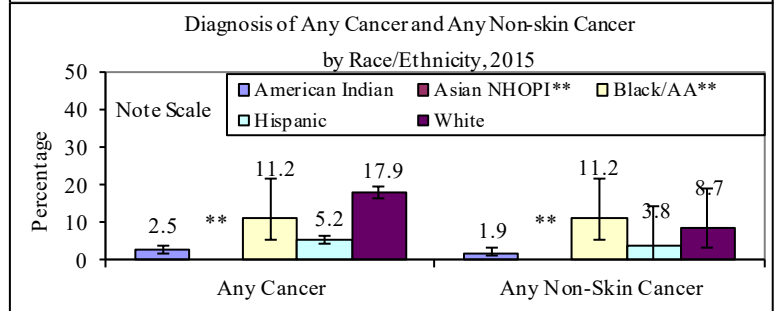 Diagnosis of Any Cancer and Any Non-skin Cancer
by Race/Ethnicity, 2015
50
40
30
20
10
0
Percentage
Note Scale
American Indian Asian NHOPI** Black/AA**
Hispanic White
2.5 ** 11.2 5.2 17.9
1.9 ** 11.2 3.8 8.7
Any Cancer Any Non-Skin Cancer